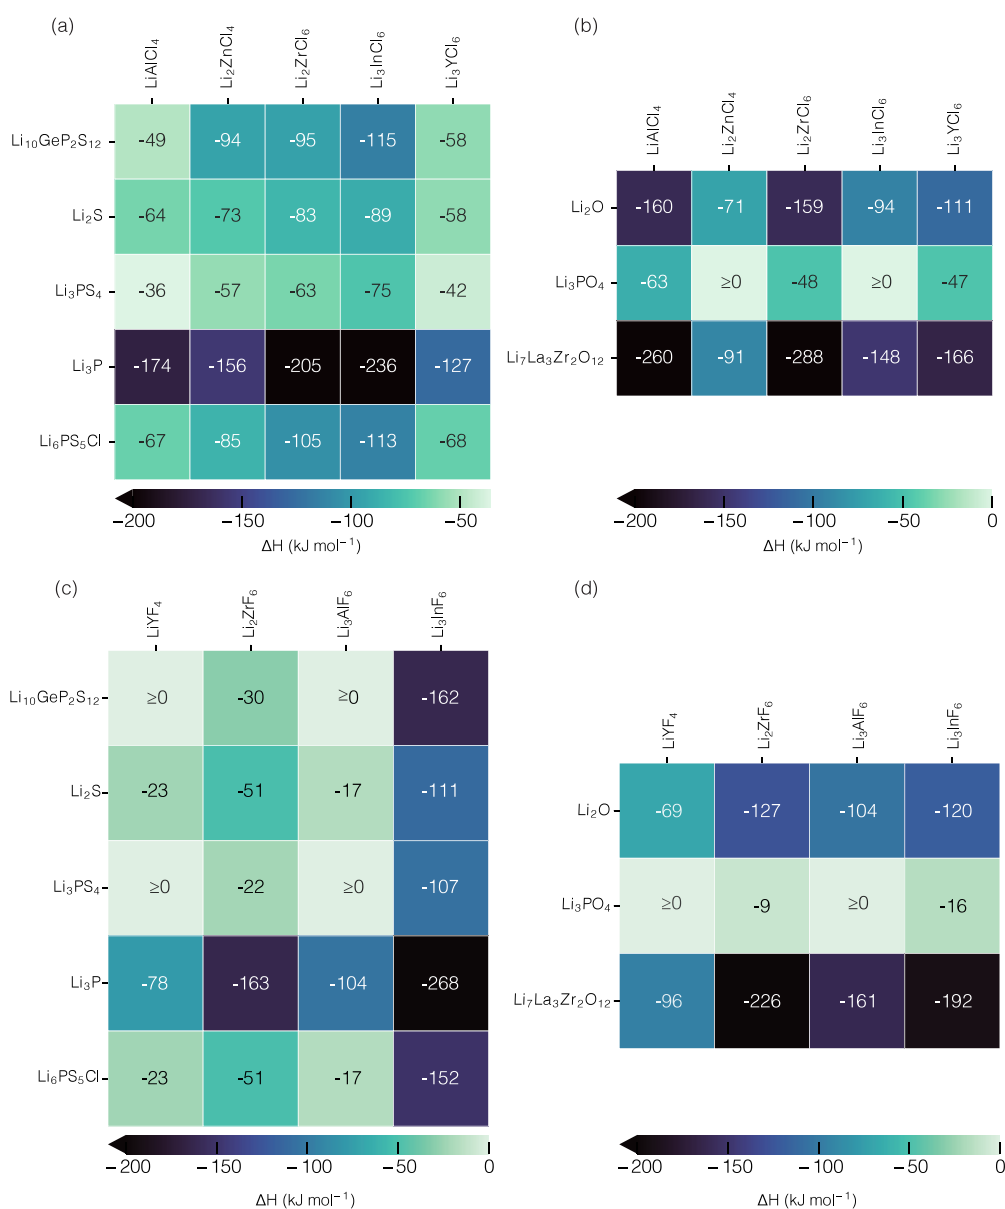 (a)
LiAlCl₄ Li₂ZnCl₄ Li₂ZrCl₆ Li₃InCl₆ Li₃YCl₆
Li₁₀GeP₂S₁₂ -49 -94 -95 -115 -58
Li₂S -64 -73 -83 -89 -58
Li₃PS₄ -36 -57 -63 -75 -42
Li₃P -174 -156 -205 -236 -127
Li₆PS₅Cl -67 -85 -105 -113 -68
−200 −150 −100 −50
ΔH (kJ mol⁻¹)
(b)
LiAlCl₄ Li₂ZnCl₄ Li₂ZrCl₆ Li₃InCl₆ Li₃YCl₆
Li₂O -160 -71 -159 -94 -111
Li₃PO₄ -63 ≥0 -48 ≥0 -47
Li₇La₃Zr₂O₁₂ -260 -91 -288 -148 -166
−200 −150 −100 −50 0
ΔH (kJ mol⁻¹)
(c)
LiYF₄ Li₂ZrF₆ Li₃AlF₆ Li₃InF₆
Li₁₀GeP₂S₁₂ ≥0 -30 ≥0 -162
Li₂S -23 -51 -17 -111
Li₃PS₄ ≥0 -22 ≥0 -107
Li₃P -78 -163 -104 -268
Li₆PS₅Cl -23 -51 -17 -152
−200 −150 −100 −50 0
ΔH (kJ mol⁻¹)
(d)
LiYF₄ Li₂ZrF₆ Li₃AlF₆ Li₃InF₆
Li₂O -69 -127 -104 -120
Li₃PO₄ ≥0 -9 ≥0 -16
Li₇La₃Zr₂O₁₂ -96 -226 -161 -192
−200 −150 −100 −50 0
ΔH (kJ mol⁻¹)